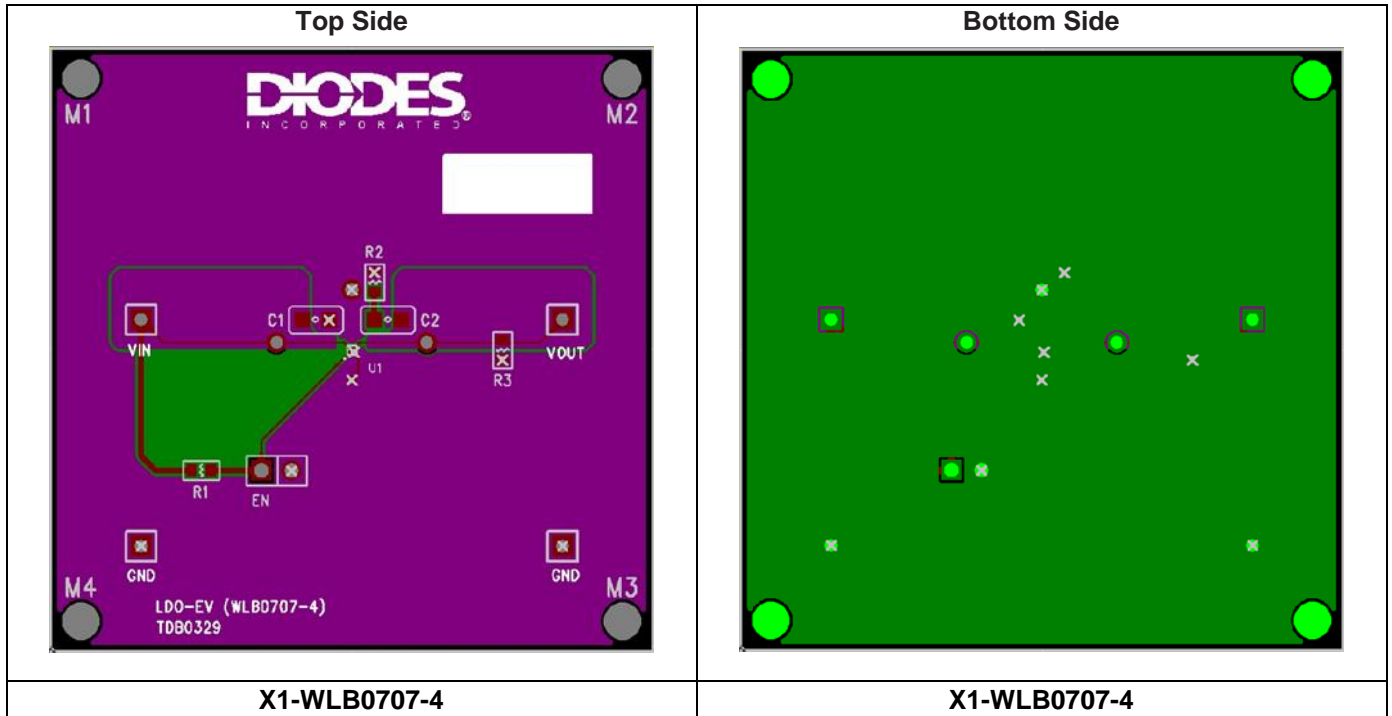 Top Side
Bottom Side
DIODES®
INCORPORATED
M1
M2
R2
C1
C2
VIN
VOUT
U1
R3
R1
EN
GND
GND
M4
M3
LDO-EV (WLB0707-4)
TDB0329
X1-WLB0707-4
X1-WLB0707-4